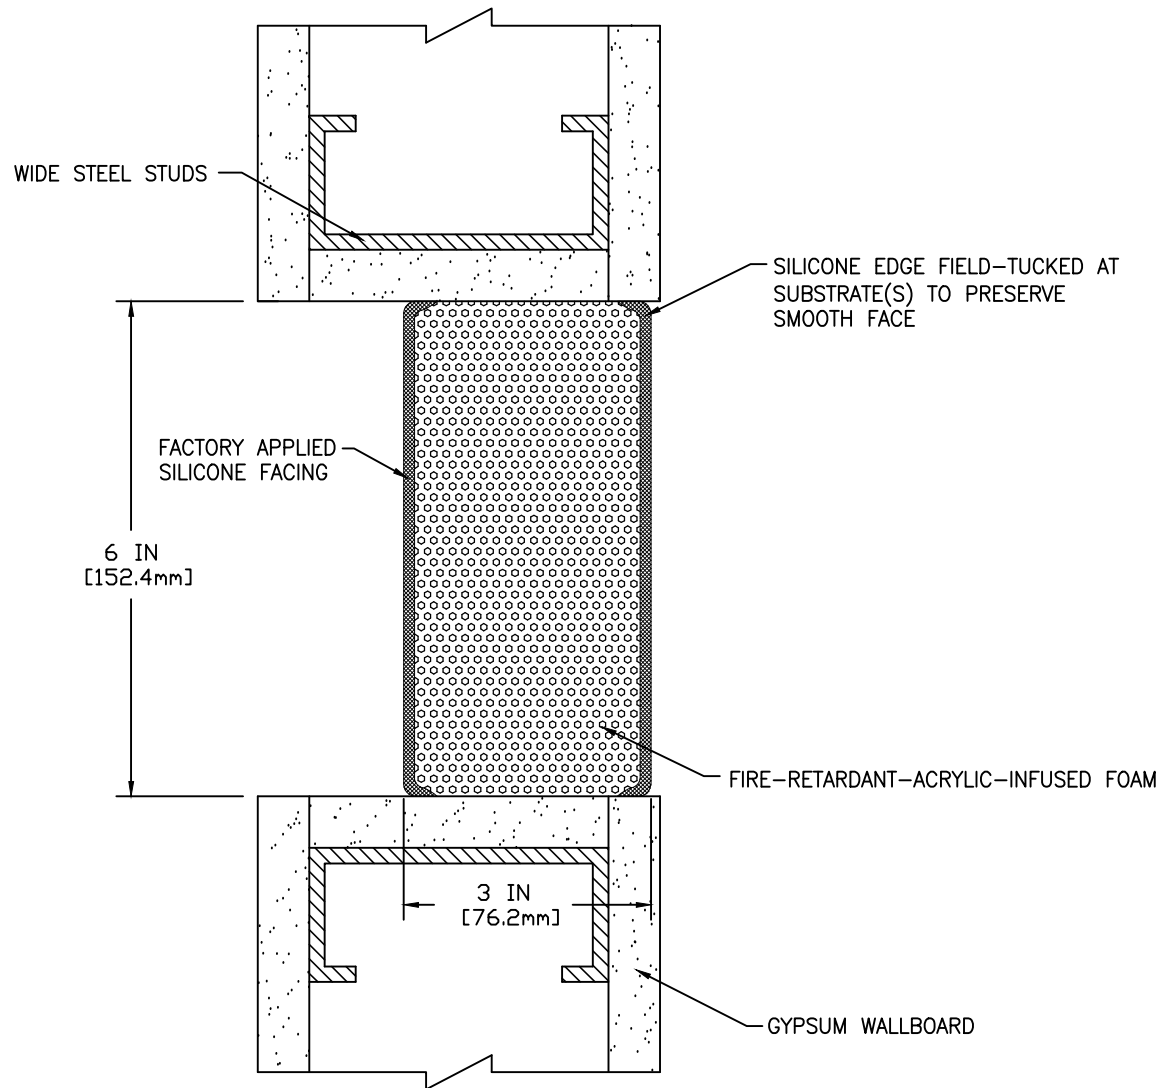 WIDE STEEL STUDS
SILICONE EDGE FIELD-TUCKED AT
SUBSTRATE(S) TO PRESERVE
SMOOTH FACE
FACTORY APPLIED
SILICONE FACING
6 IN
[152.4mm]
FIRE-RETARDANT-ACRYLIC-INFUSED FOAM
3 IN
[76.2mm]
GYPSUM WALLBOARD